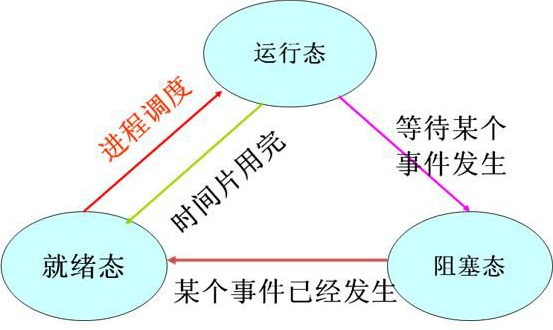 运行态
进程调度
时间片用完
等待某个
事件发生
就绪态
阻塞态
某个事件已经发生